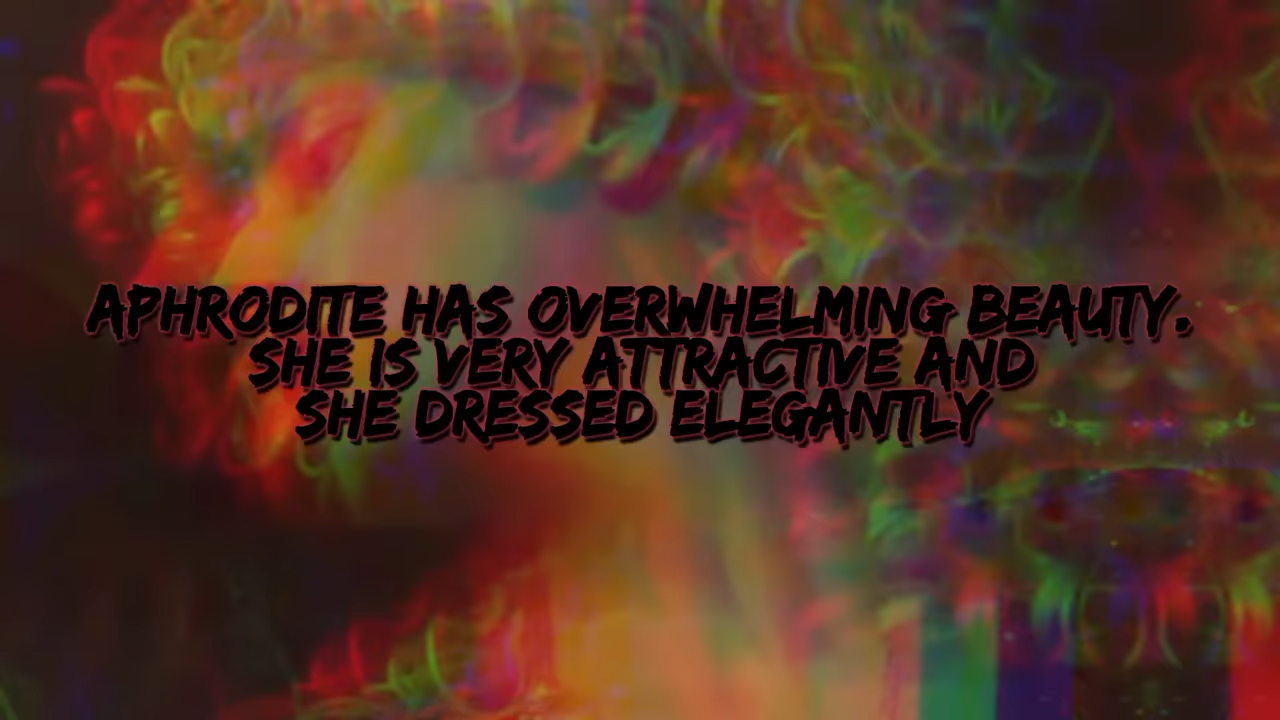 APHRODITE HAS OVERWHELMING BEAUTY.
SHE IS VERY ATTRACTIVE AND
SHE DRESSED ELEGANTLY